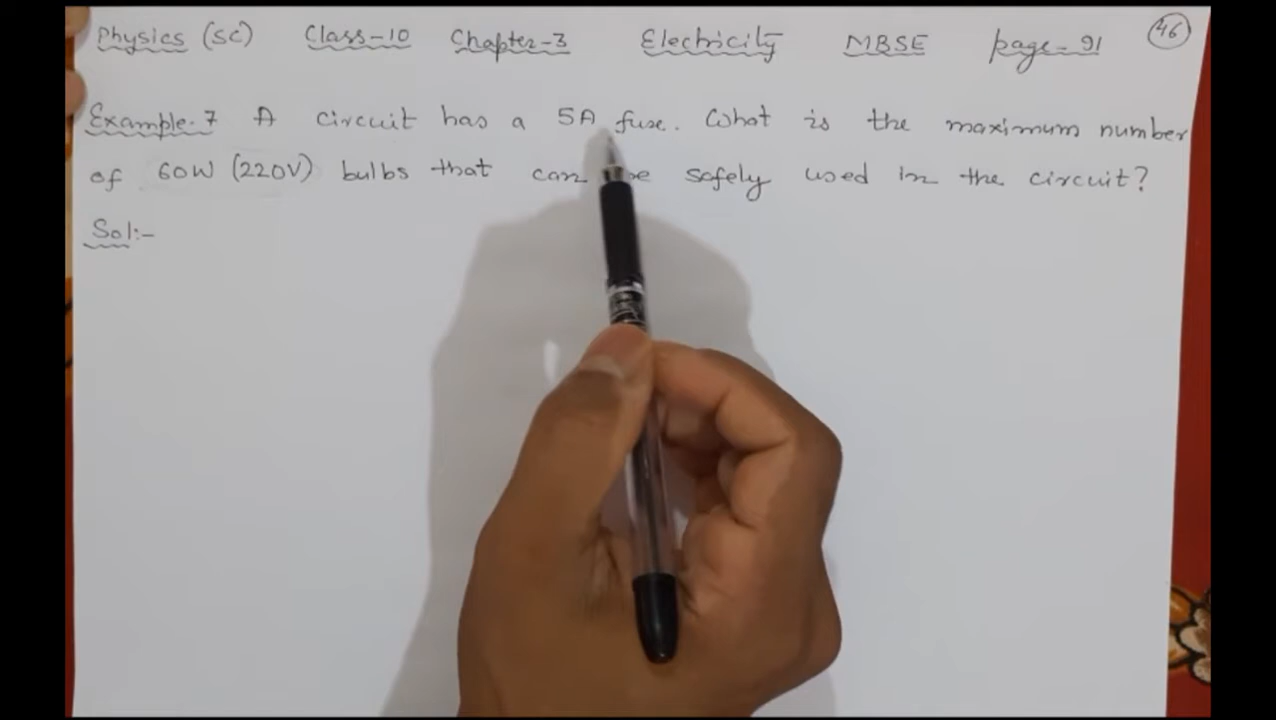 Physics (SC) Class-10 Chapter-3 Electricity MBSE page-91 46
Example-7 A circuit has a 5A fuse. What is the maximum number
of 60W (220V) bulbs that can be safely used in the circuit?
Sol:-